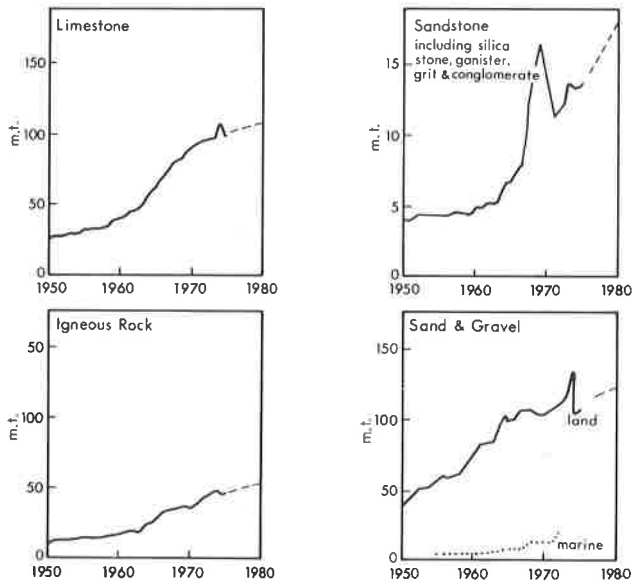 Limestone
150
100
50
0
m.t.
1950 1960 1970 1980
Sandstone
including silica
stone, ganister,
grit & conglomerate
15
10
5
0
m.t.
1950 1960 1970 1980
Igneous Rock
50
100
50
0
m.t.
1950 1960 1970 1980
Sand & Gravel
150
100
50
0
m.t.
land
marine
1950 1960 1970 1980